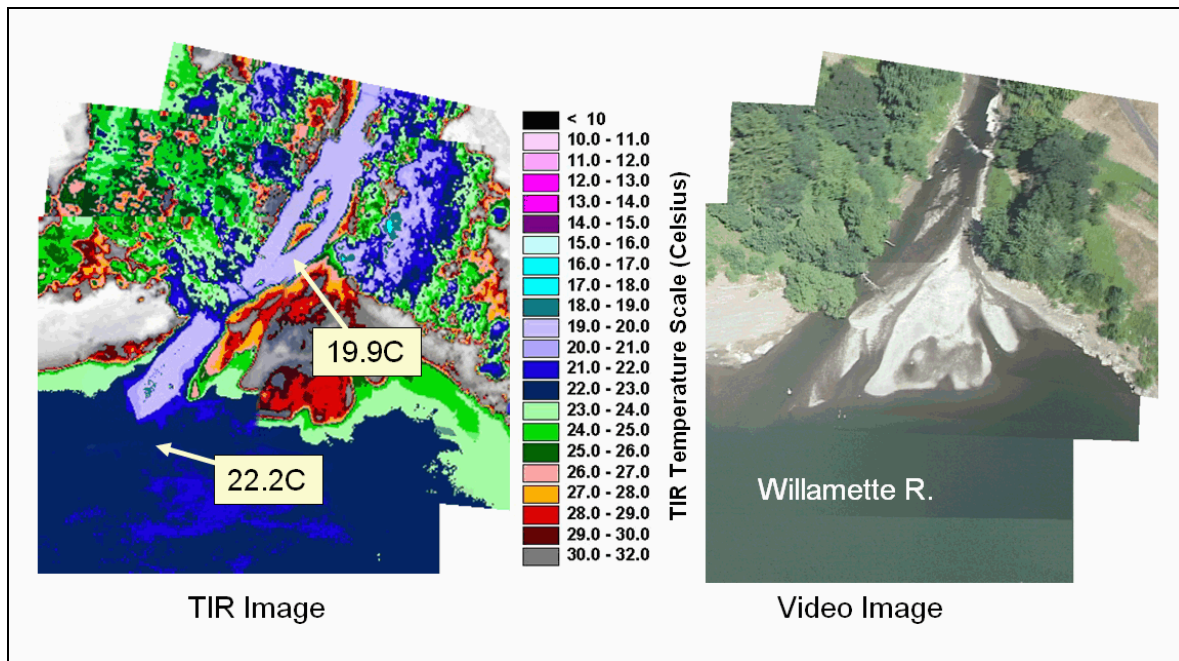 19.9C
22.2C
< 10
10.0 - 11.0
11.0 - 12.0
12.0 - 13.0
13.0 - 14.0
14.0 - 15.0
15.0 - 16.0
16.0 - 17.0
17.0 - 18.0
18.0 - 19.0
19.0 - 20.0
20.0 - 21.0
21.0 - 22.0
22.0 - 23.0
23.0 - 24.0
24.0 - 25.0
25.0 - 26.0
26.0 - 27.0
27.0 - 28.0
28.0 - 29.0
29.0 - 30.0
30.0 - 32.0
TIR Temperature Scale (Celsius)
Willamette R.
TIR Image
Video Image